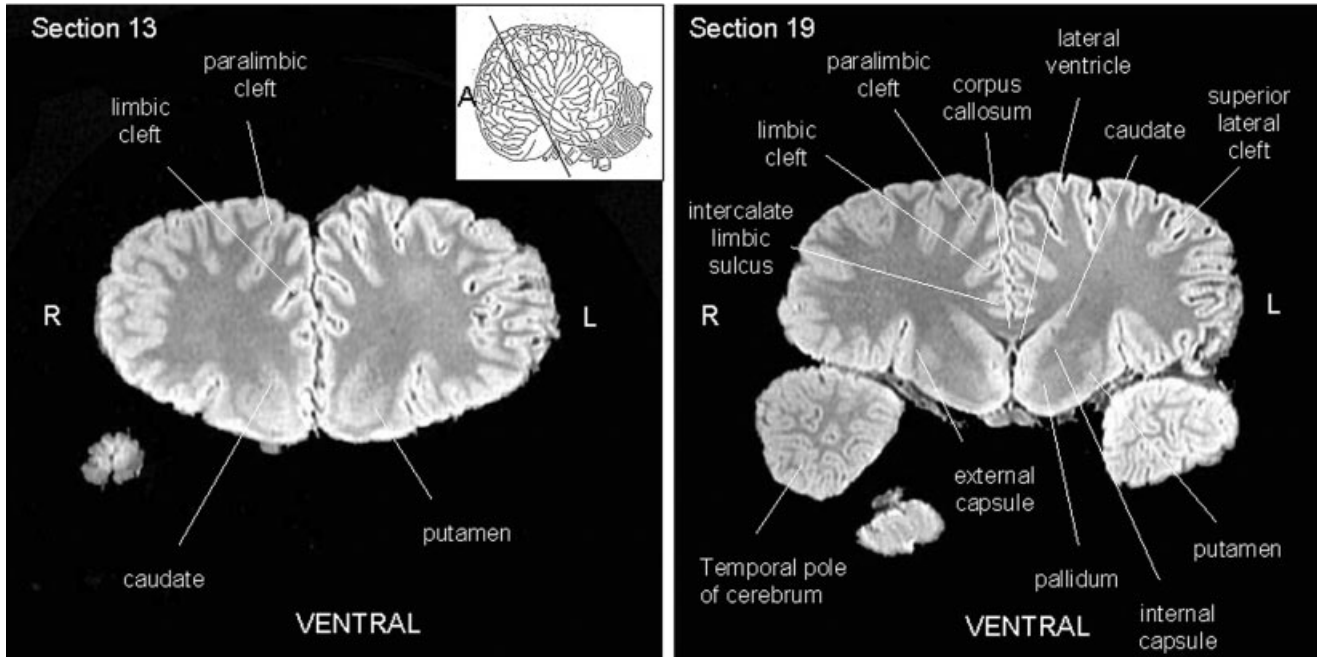 Section 13
paralimbic
cleft
limbic
cleft
A
R
L
putamen
caudate
VENTRAL
Section 19
lateral
ventricle
paralimbic
cleft
corpus
callosum
superior
lateral
cleft
caudate
limbic
cleft
intercalate
limbic
sulcus
R
L
external
capsule
putamen
Temporal pole
of cerebrum
pallidum
internal
capsule
VENTRAL